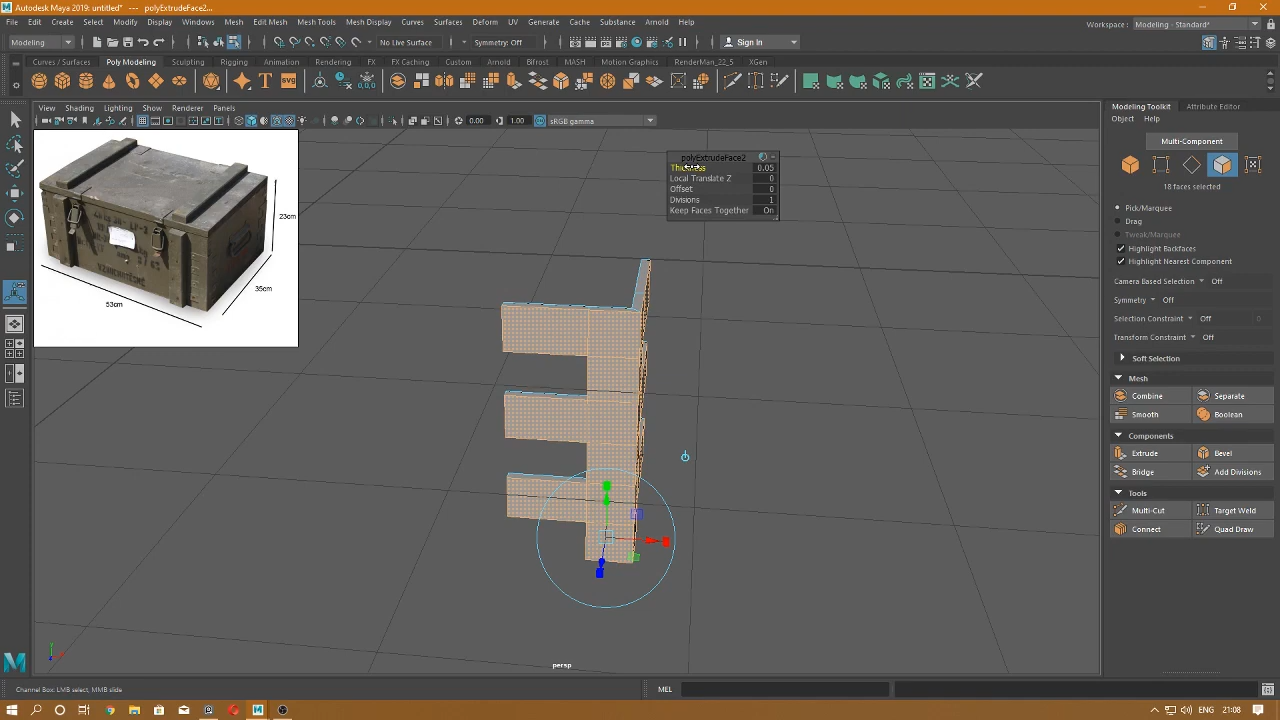 Autodesk Maya 2019: untitled* --- polyExtrudeFace2...
File Edit Create Select Modify Display Windows Mesh Edit Mesh Mesh Tools Mesh Display Curves Surfaces Deform UV Generate Cache Substance Arnold Help
Workspace : Modeling - Standard*
Modeling No Live Surface Symmetry: Off Sign In
Curves / Surfaces Poly Modeling Sculpting Rigging Animation Rendering FX FX Caching Custom Arnold Bifrost MASH Motion Graphics RenderMan_22_5 XGen
View Shading Lighting Show Renderer Panels
0.00 1.00 sRGB gamma
23cm
35cm
53cm
polyExtrudeFace2
Thickness 0.05
Local Translate Z 0
Offset 0
Divisions 1
Keep Faces Together On
persp
Modeling Toolkit Attribute Editor
Object Help
Multi-Component
18 faces selected
Pick/Marquee
Drag
Tweak/Marquee
Highlight Backfaces
Highlight Nearest Component
Camera Based Selection Off
Symmetry Off
Selection Constraint Off
Transform Constraint Off
Soft Selection
Mesh
Combine Separate
Smooth Boolean
Components
Extrude Bevel
Bridge Add Divisions
Tools
Multi-Cut Target Weld
Connect Quad Draw
Channel Box: LMB select, MMB slide
MEL
ENG 21:08